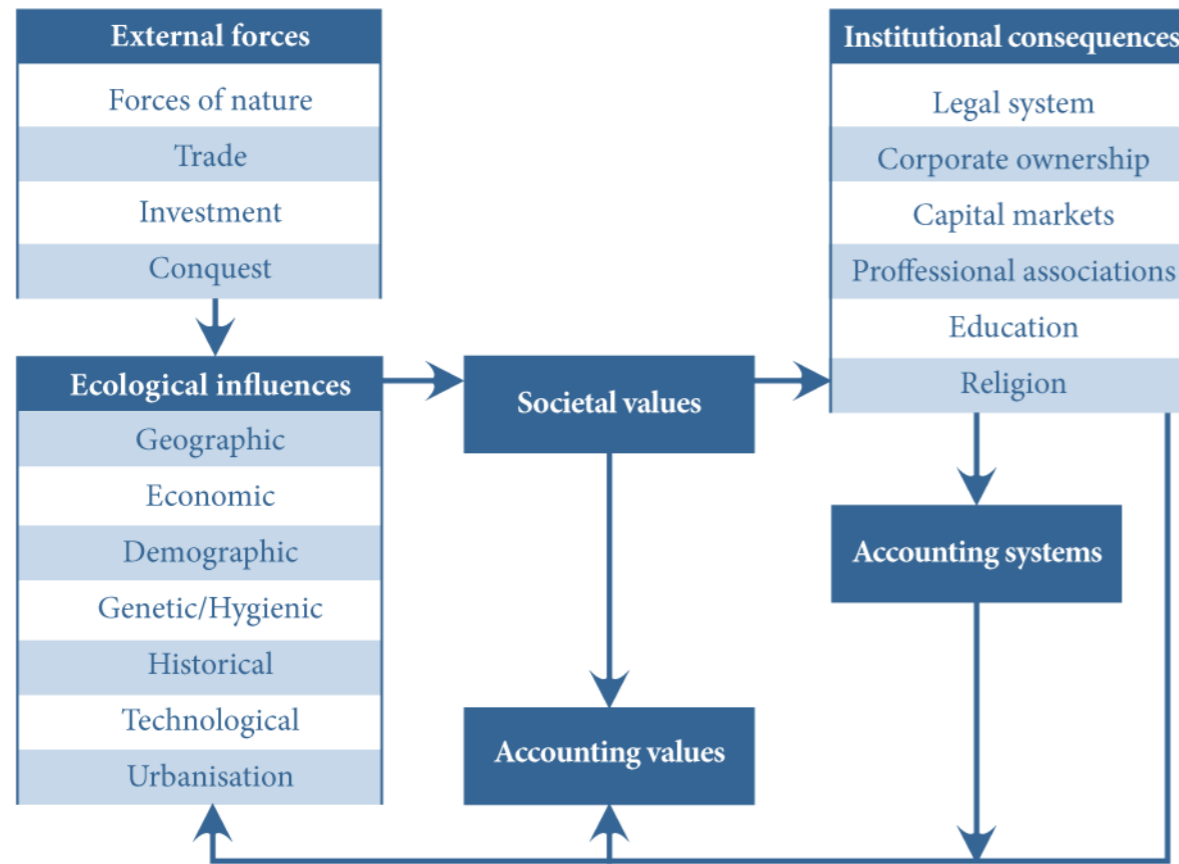 External forces
Forces of nature
Trade
Investment
Conquest
Ecological influences
Geographic
Economic
Demographic
Genetic/Hygienic
Historical
Technological
Urbanisation
Societal values
Accounting values
Institutional consequences
Legal system
Corporate ownership
Capital markets
Proffessional associations
Education
Religion
Accounting systems